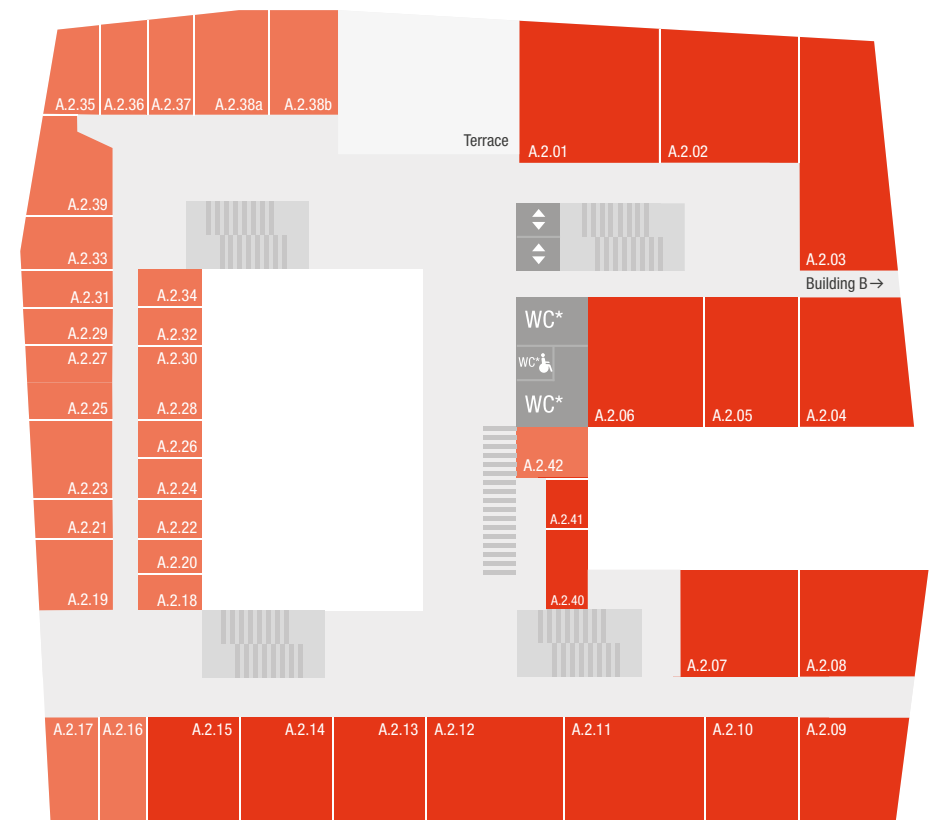 A.2.35
A.2.36
A.2.37
A.2.38a
A.2.38b
Terrace
A.2.01
A.2.02
A.2.03
Building B→
A.2.39
A.2.33
A.2.31
A.2.29
A.2.27
A.2.25
A.2.23
A.2.21
A.2.19
A.2.34
A.2.32
A.2.30
A.2.28
A.2.26
A.2.24
A.2.22
A.2.20
A.2.18
WC*
WC*
WC*
A.2.06
A.2.05
A.2.04
A.2.42
A.2.41
A.2.40
A.2.07
A.2.08
A.2.17
A.2.16
A.2.15
A.2.14
A.2.13
A.2.12
A.2.11
A.2.10
A.2.09